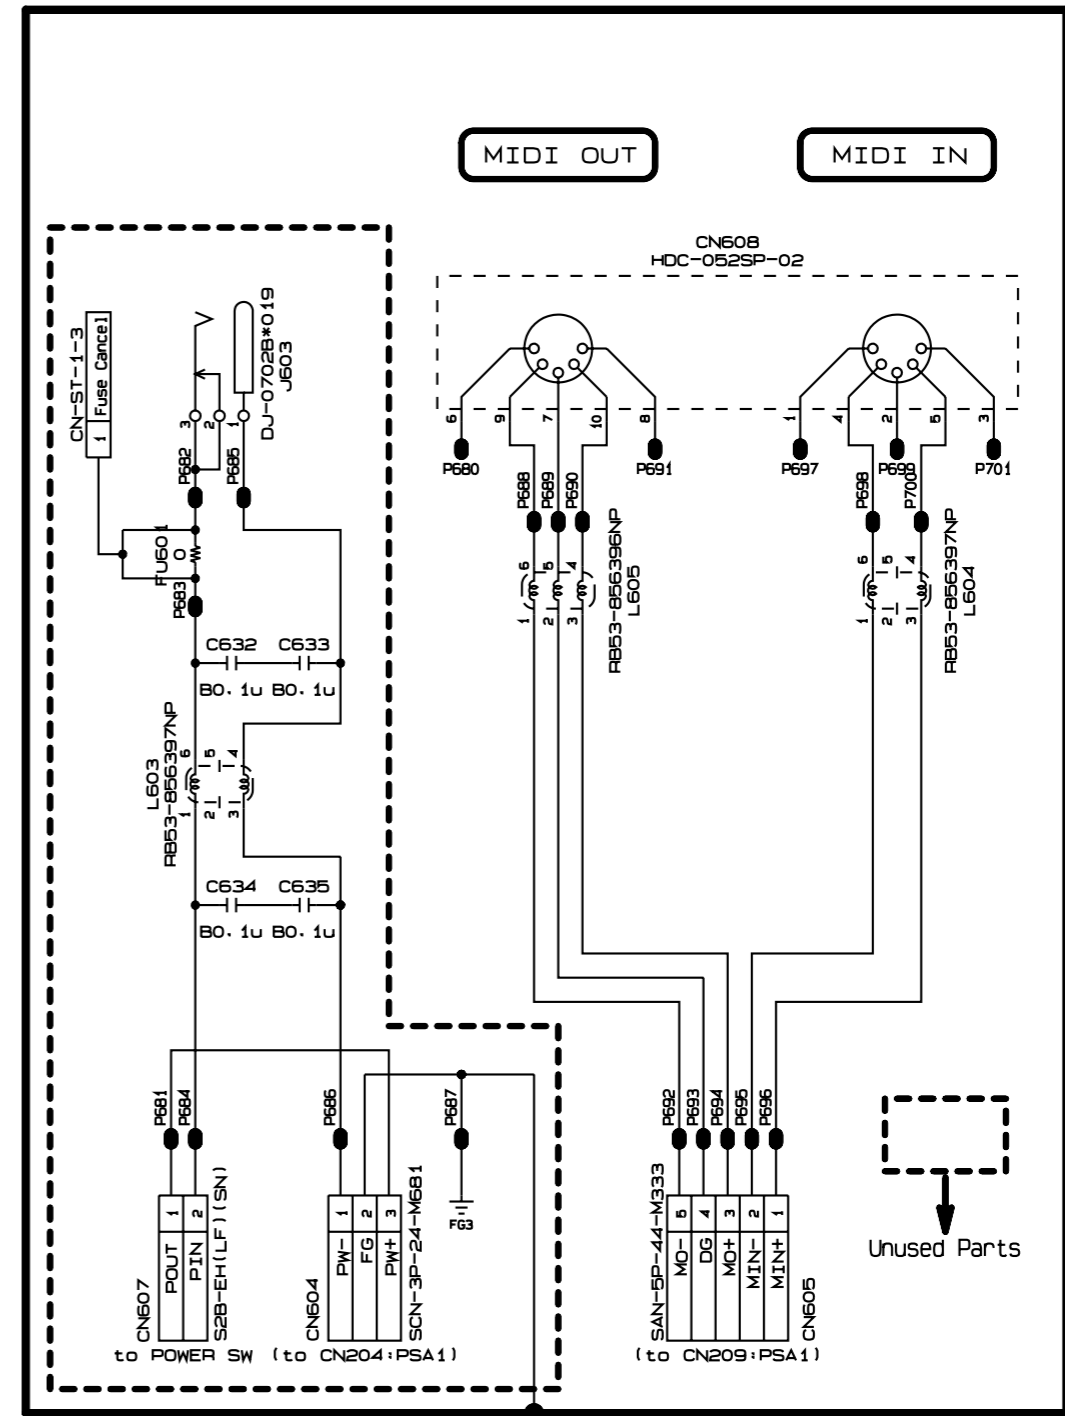 MIDI OUT
MIDI IN
CN608
HDC-052SP-02
CN-ST-1-3
1 Fuse Cancel
DJ-0702B*019
J603
3
2
1
P682
P685
FU601
0
P683
C632
C633
B0.1u
B0.1u
L603
RB53-856397NP
6
5
4
1
2
3
C634
C635
B0.1u
B0.1u
6
9
7
10
8
1
4
2
5
3
P680
P691
P697
P699
P701
P688
P689
P690
P698
P700
6
5
4
1
2
3
RB53-856396NP
L605
6
5
4
1
2
3
RB53-856397NP
L604
P681
P684
P686
P687
FG3
P692
P693
P694
P695
P696
CN607
1 POUT
2 PIN
S2B-EH(LF)(SN)
to POWER SW
CN604
1 PW-
2 FG
3 PW+
SCN-3P-24-M681
(to CN204:PSA1)
SAN-5P-44-M333
5 MO-
4 DG
3 MO+
2 MIN-
1 MIN+
CN605
(to CN209:PSA1)
Unused Parts